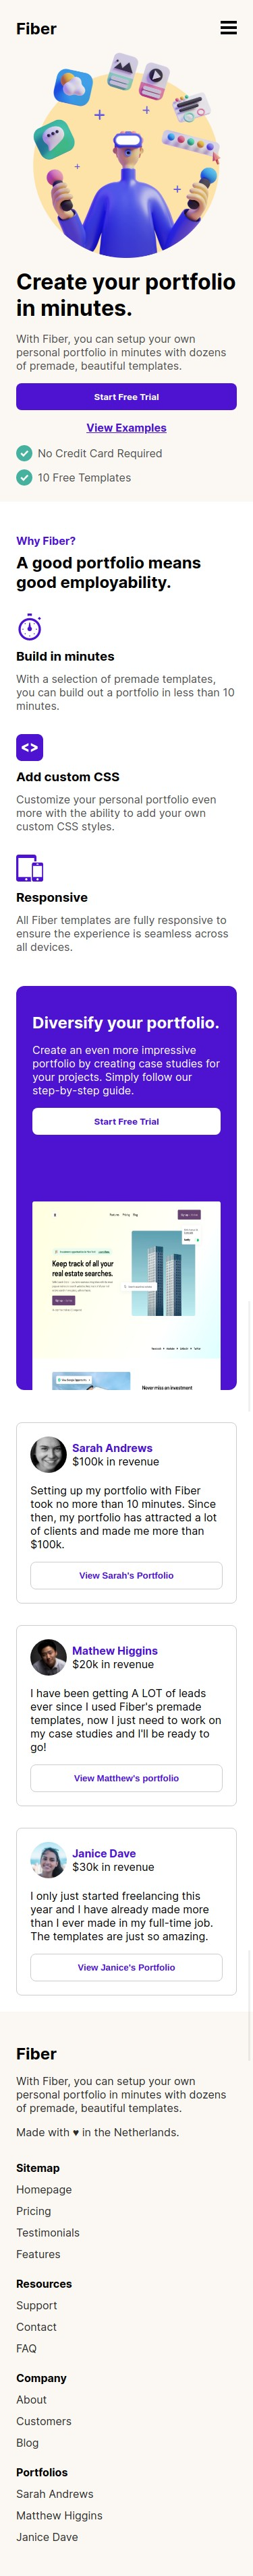 Fiber
Create your portfolio
in minutes.
With Fiber, you can setup your own
personal portfolio in minutes with dozens
of premade, beautiful templates.
Start Free Trial
View Examples
No Credit Card Required
10 Free Templates
Why Fiber?
A good portfolio means
good employability.
Build in minutes
With a selection of premade templates,
you can build out a portfolio in less than 10
minutes.
Add custom CSS
Customize your personal portfolio even
more with the ability to add your own
custom CSS styles.
Responsive
All Fiber templates are fully responsive to
ensure the experience is seamless across
all devices.
Diversify your portfolio.
Create an even more impressive
portfolio by creating case studies for
your projects. Simply follow our
step-by-step guide.
Start Free Trial
Keep track of all your
real estate searches.
Never miss an investment
Sarah Andrews
$100k in revenue
Setting up my portfolio with Fiber
took no more than 10 minutes. Since
then, my portfolio has attracted a lot
of clients and made me more than
$100k.
View Sarah's Portfolio
Mathew Higgins
$20k in revenue
I have been getting A LOT of leads
ever since I used Fiber's premade
templates, now I just need to work on
my case studies and I'll be ready to
go!
View Matthew's portfolio
Janice Dave
$30k in revenue
I only just started freelancing this
year and I have already made more
than I ever made in my full-time job.
The templates are just so amazing.
View Janice's Portfolio
Fiber
With Fiber, you can setup your own
personal portfolio in minutes with dozens
of premade, beautiful templates.
Made with ♥ in the Netherlands.
Sitemap
Homepage
Pricing
Testimonials
Features
Resources
Support
Contact
FAQ
Company
About
Customers
Blog
Portfolios
Sarah Andrews
Matthew Higgins
Janice Dave